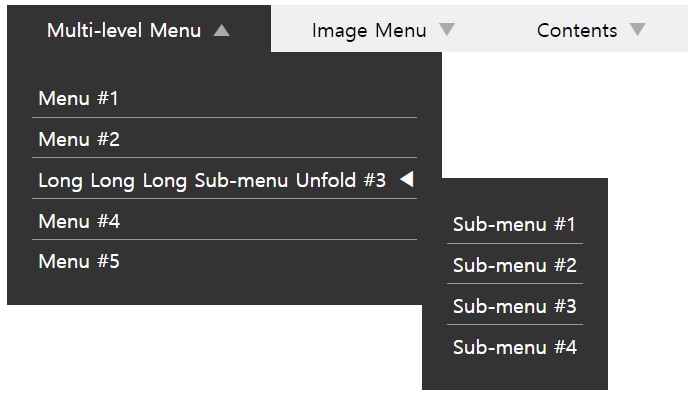 Multi-level Menu ▲
Image Menu ▼
Contents ▼
Menu #1
Menu #2
Long Long Long Sub-menu Unfold #3 ◀
Menu #4
Menu #5
Sub-menu #1
Sub-menu #2
Sub-menu #3
Sub-menu #4